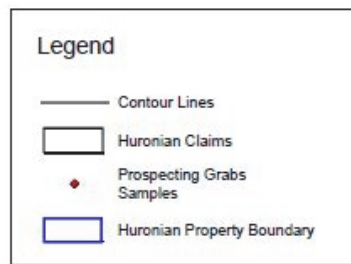 Legend
Contour Lines
Huronian Claims
Prospecting Grabs
Samples
Huronian Property Boundary